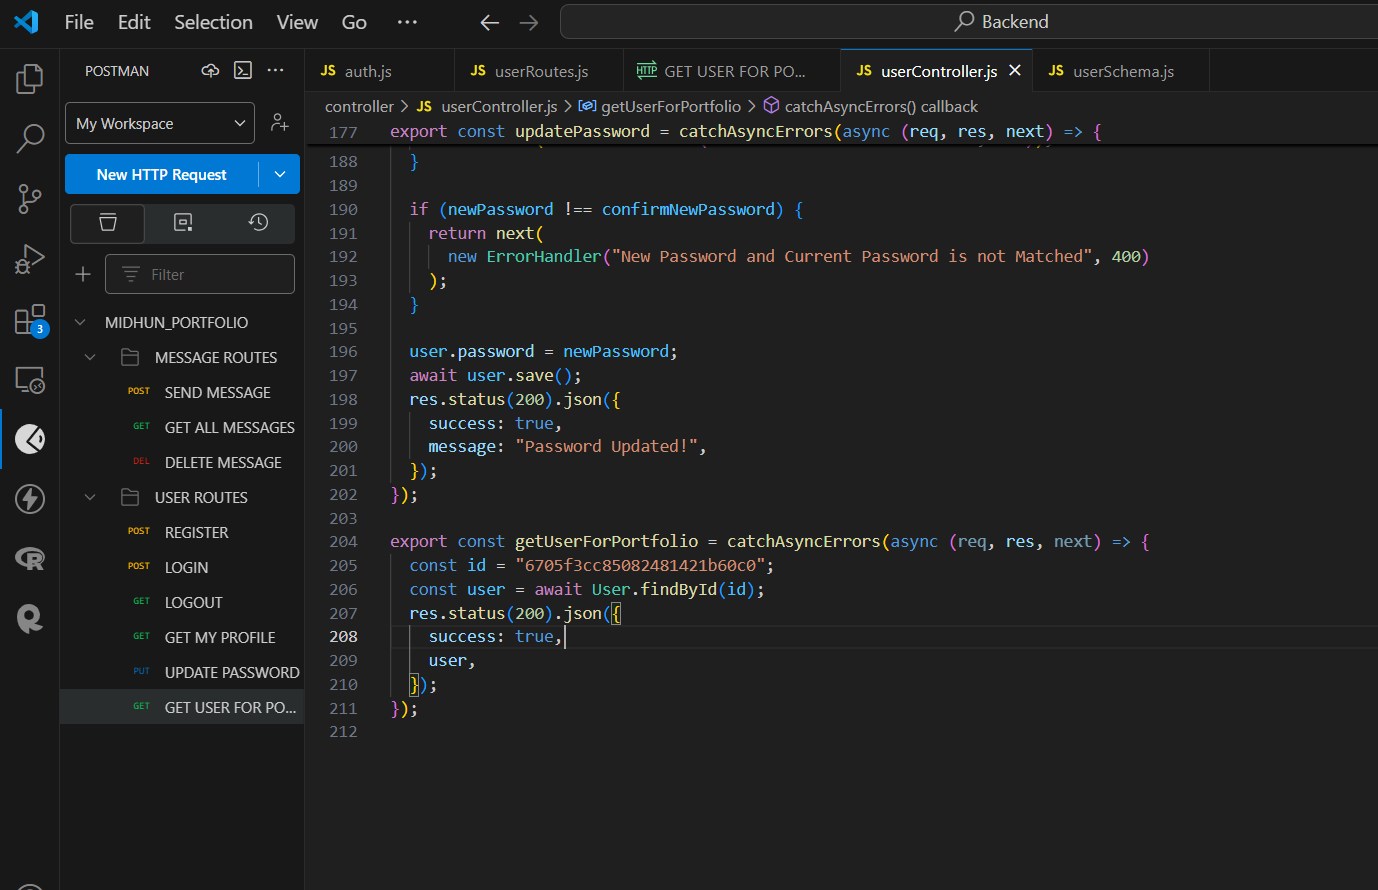 File Edit Selection View Go ··· Backend
POSTMAN
auth.js userRoutes.js GET USER FOR PO... userController.js userSchema.js
controller > JS userController.js > getUserForPortfolio > catchAsyncErrors() callback
My Workspace
New HTTP Request
Filter
3
MIDHUN_PORTFOLIO
MESSAGE ROUTES
POST SEND MESSAGE
GET GET ALL MESSAGES
DEL DELETE MESSAGE
USER ROUTES
POST REGISTER
POST LOGIN
GET LOGOUT
GET GET MY PROFILE
PUT UPDATE PASSWORD
GET GET USER FOR PO...
177 export const updatePassword = catchAsyncErrors(async (req, res, next) => {
188 }
189
190 if (newPassword !== confirmNewPassword) {
191 return next(
192 new ErrorHandler("New Password and Current Password is not Matched", 400)
193 );
194 }
195
196 user.password = newPassword;
197 await user.save();
198 res.status(200).json({
199 success: true,
200 message: "Password Updated!",
201 });
202 });
203
204 export const getUserForPortfolio = catchAsyncErrors(async (req, res, next) => {
205 const id = "6705f3cc85082481421b60c0";
206 const user = await User.findById(id);
207 res.status(200).json({
208 success: true,
209 user,
210 });
211 });
212